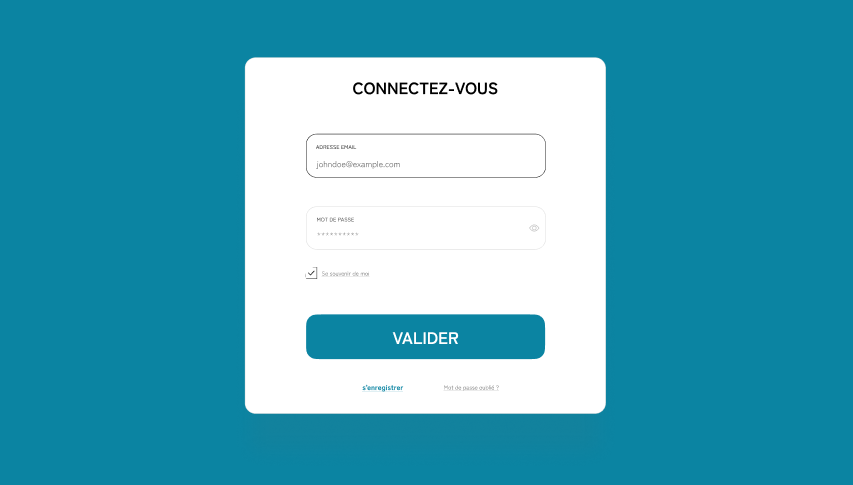 CONNECTEZ-VOUS
ADRESSE EMAIL
johndoe@example.com
MOT DE PASSE
**********
Se souvenir de moi
VALIDER
s'enregistrer
Mot de passe oublié ?